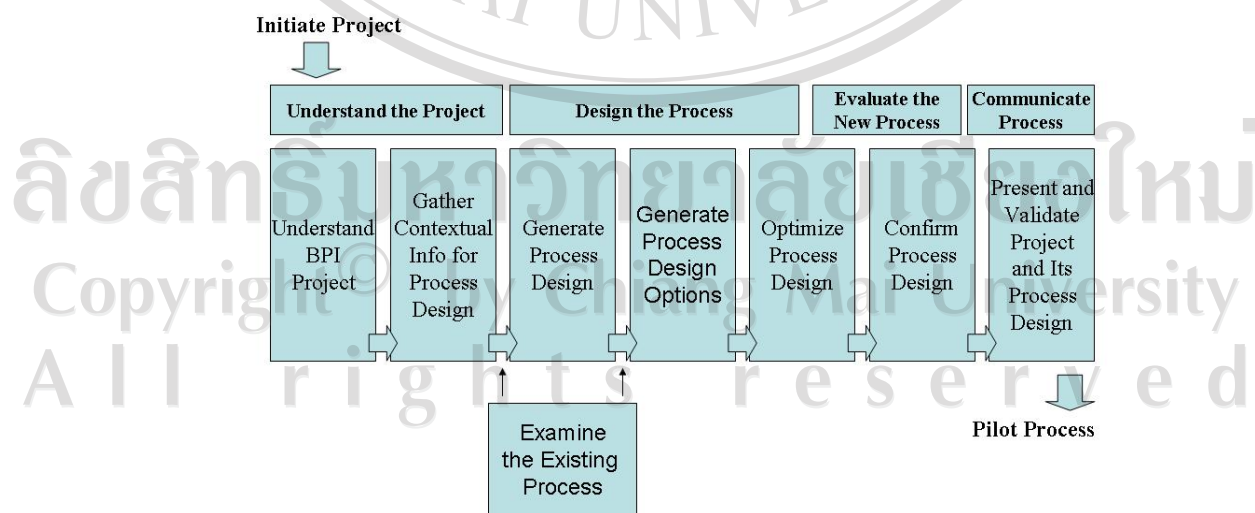 MAI UNIVE
Initiate Project
Understand the Project
Design the Process
Evaluate the
New Process
Communicate
Process
Understand
BPI
Project
Gather
Contextual
Info for
Process
Design
Generate
Process
Design
Generate
Process
Design
Options
Optimize
Process
Design
Confirm
Process
Design
Present and
Validate
Project
and Its
Process
Design
ลิขสิทธิ์มหาวิทยาลัยเชียงใหม่
Copyright© by Chiang Mai University
All rights reserved
Examine
the Existing
Process
Pilot Process